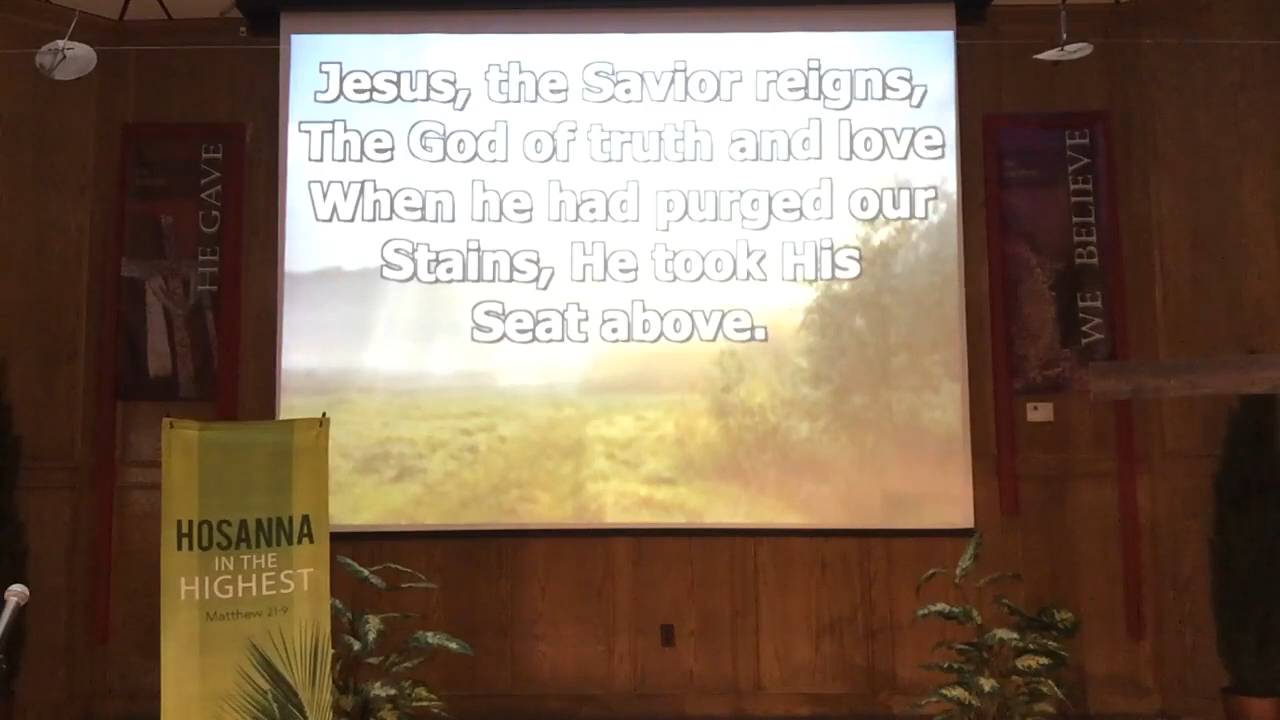 Jesus, the Savior reigns,
The God of truth and love
When he had purged our
Stains, He took His
Seat above.
HE GAVE
WE BELIEVE
HOSANNA
IN THE
HIGHEST
Matthew 21:9